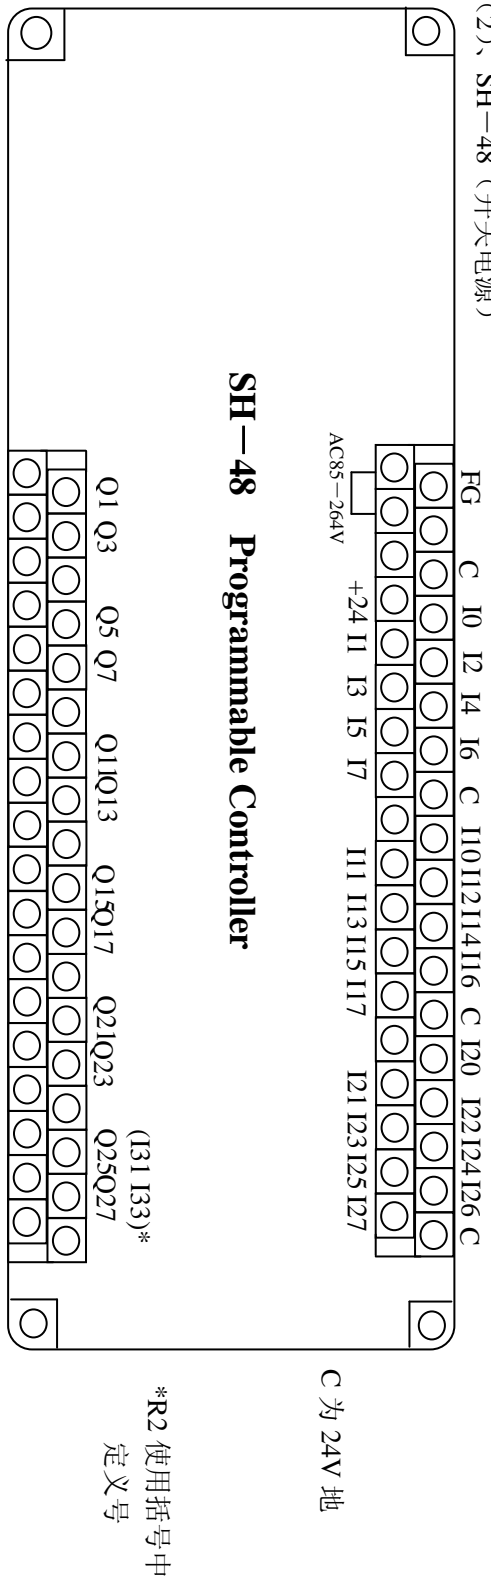 (2)、SH－48（开关电源）
FG C I0 I2 I4 I6 C I10 I12 I14 I16 C I20 I22 I24 I26 C
+24 I1 I3 I5 I7 I11 I13 I15 I17 I21 I23 I25 I27
AC85－264V
C 为 24V 地
SH－48 Programmable Controller
(I31 I33)*
Q1 Q3 Q5 Q7 Q11 Q13 Q15 Q17 Q21 Q23 Q25 Q27
*R2 使用括号中
定义号